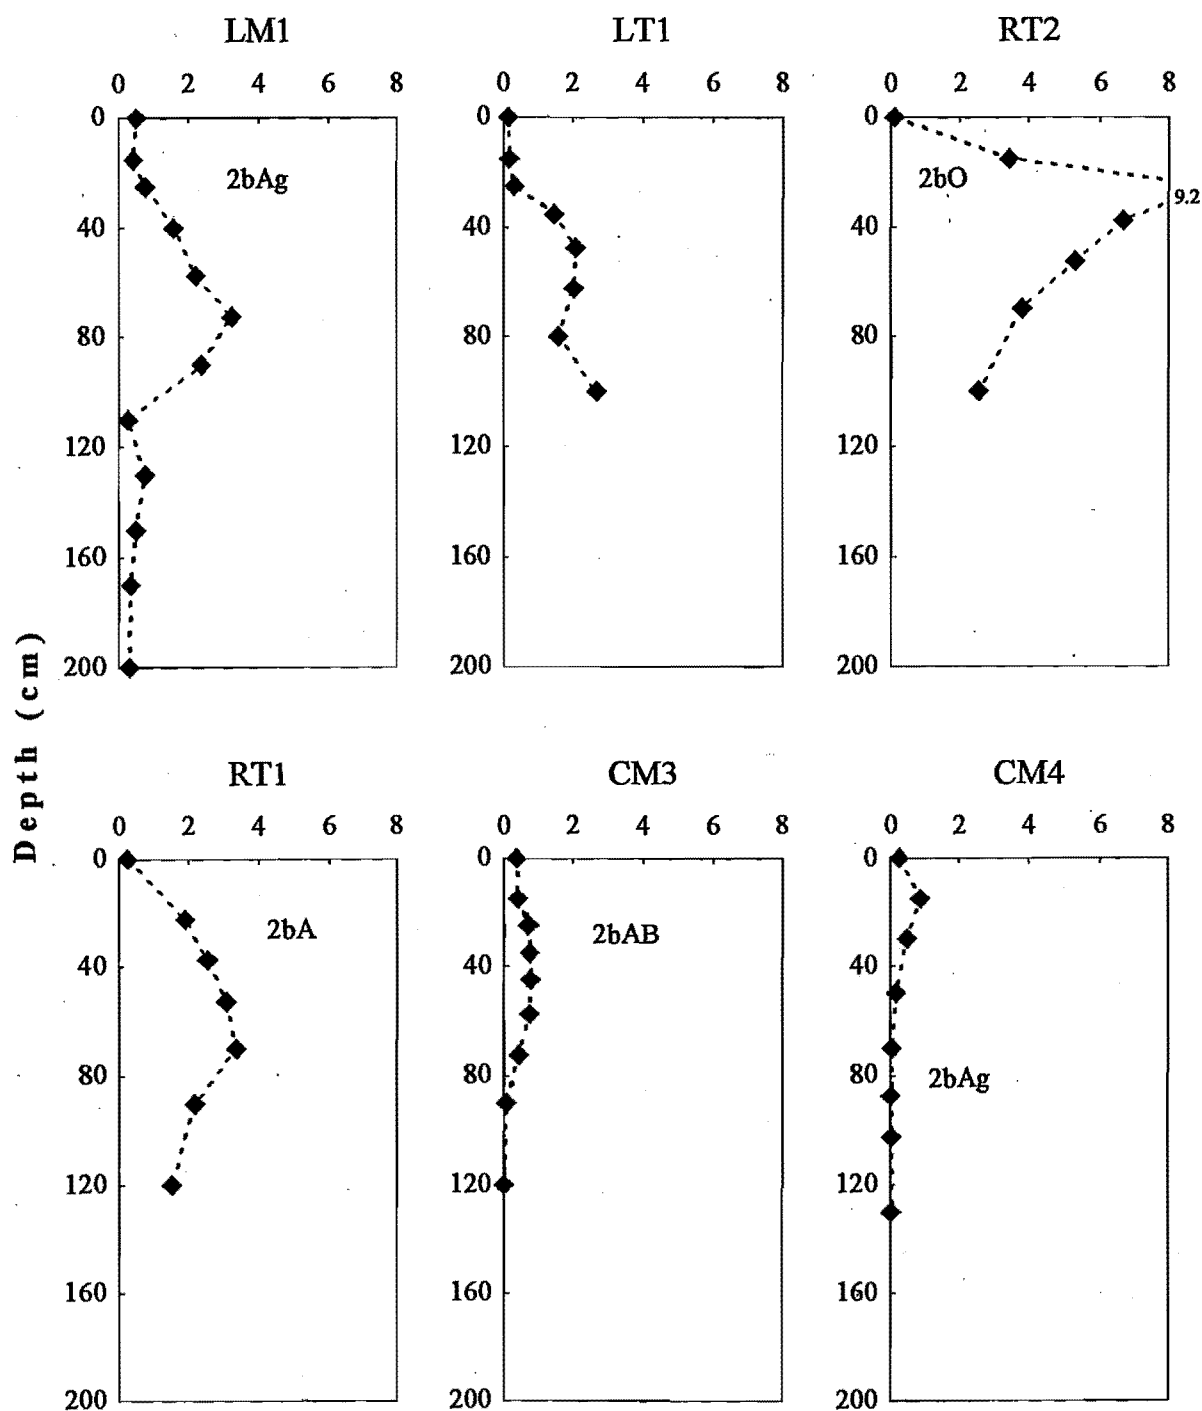 LM1 LT1 RT2
0 2 4 6 8 0 2 4 6 8 0 2 4 6 8
0 0 0
2bAg 2bO
9.2
40 40 40
80 80 80
120 120 120
160 160 160
200 200 200
Depth (cm)
RT1 CM3 CM4
0 2 4 6 8 0 2 4 6 8 0 2 4 6 8
0 0 0
2bA 2bAB
40 40 40
80 80 80
2bAg
120 120 120
160 160 160
200 200 200